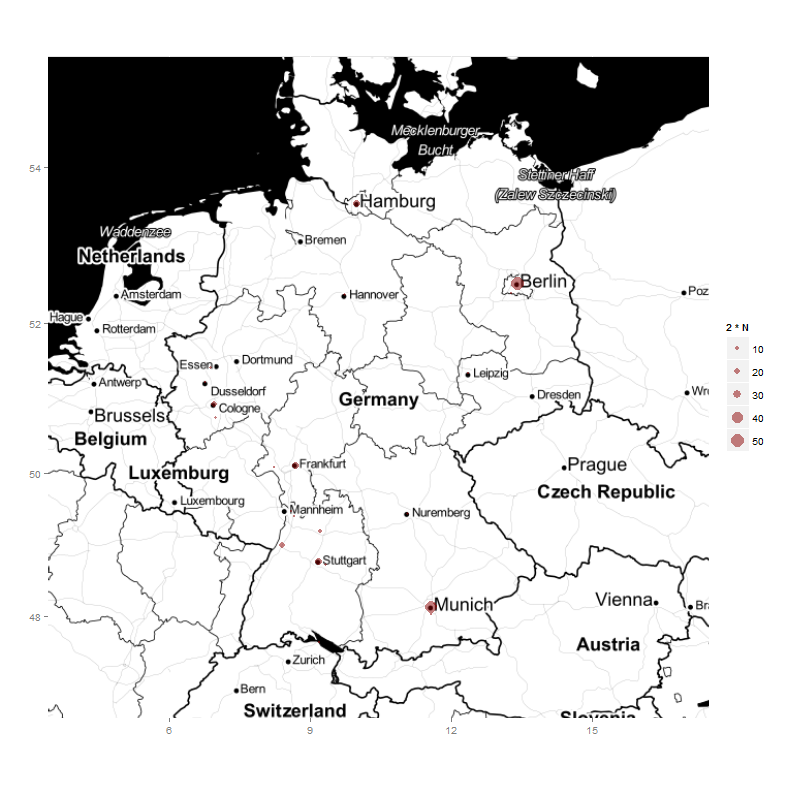 Mecklenburger
Bucht
54
Stettiner Haff
(Zalew Szczecinski)
Hamburg
Waddenzee
Bremen
Netherlands
Berlin
Amsterdam
Hannover
Poz
Hague
52
Rotterdam
2 * N
10
Essen
Dortmund
20
Leipzig
Antwerp
Dusseldorf
Dresden
Wro
30
Cologne
Germany
Brussels
40
Belgium
50
Frankfurt
Prague
50
Luxemburg
Czech Republic
Luxembourg
Mannheim
Nuremberg
Stuttgart
Munich
Vienna
Bra
48
Austria
Zurich
Bern
Switzerland
Slovenia
6
9
12
15